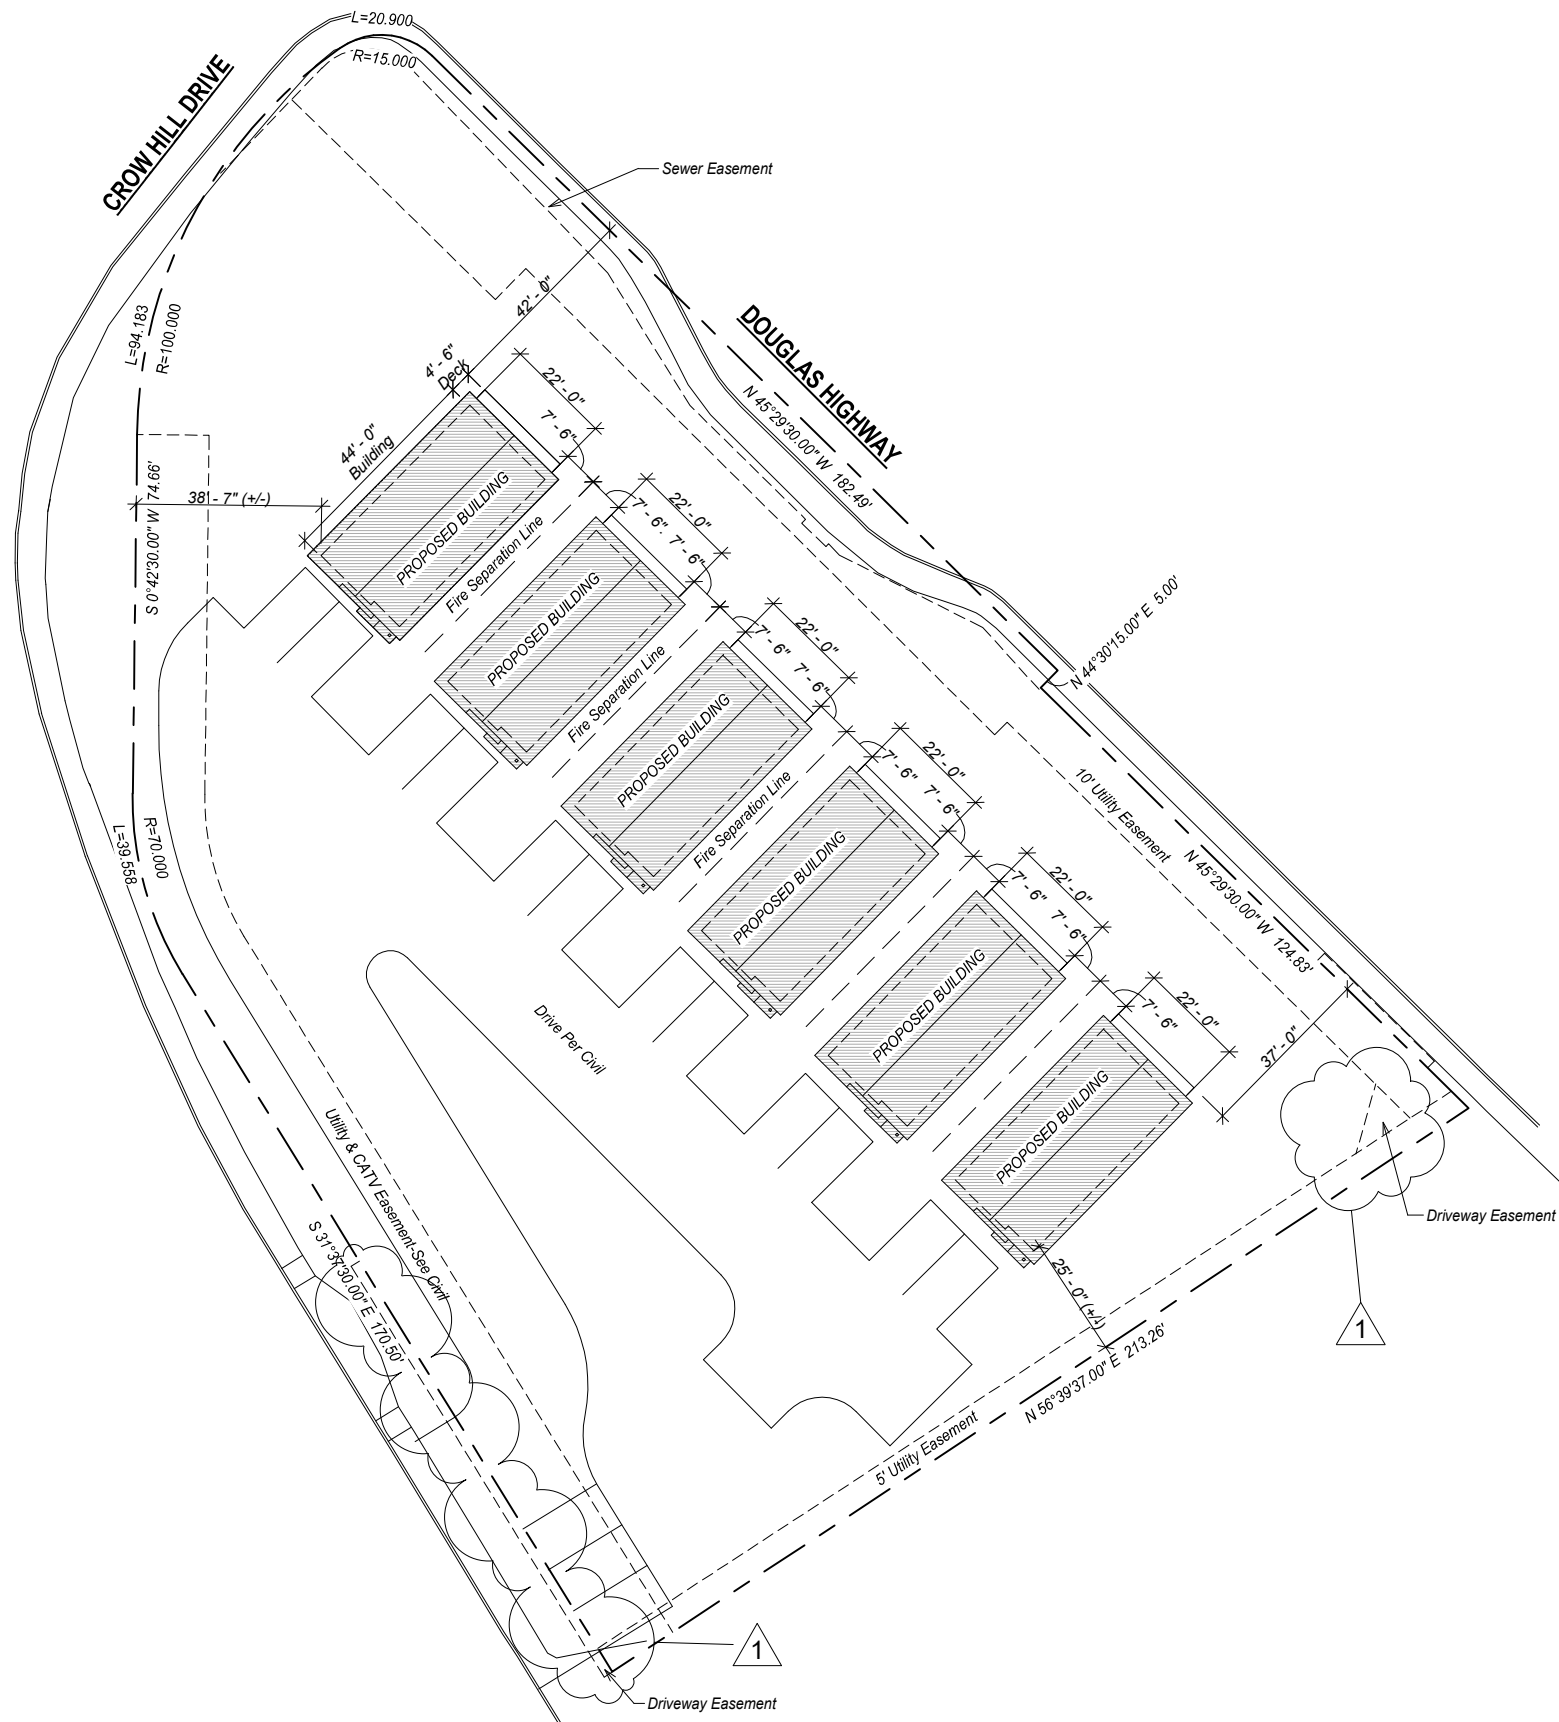 L=20.900
R=15.000
CROW HILL DRIVE
Sewer Easement
42' - 0"
DOUGLAS HIGHWAY
L=94.183
R=100.000
4' - 6"
Deck
22' - 0"
7' - 6"
N 45°29'30.00" W 182.49'
44' - 0"
Building
38' - 7" (+/-)
S 0°42'30.00" W 74.66'
PROPOSED BUILDING
Fire Separation Line
22' - 0"
7' - 6"
7' - 6"
PROPOSED BUILDING
Fire Separation Line
22' - 0"
7' - 6"
7' - 6"
N 44°30'15.00" E 5.00'
PROPOSED BUILDING
Fire Separation Line
22' - 0"
7' - 6"
7' - 6"
10' Utility Easement
L=39.558
R=70.000
PROPOSED BUILDING
22' - 0"
7' - 6"
7' - 6"
N 45°29'30.00" W 124.83'
PROPOSED BUILDING
22' - 0"
7' - 6"
37' - 0"
Drive Per Civil
PROPOSED BUILDING
Utility & CATV Easement-See Civil
S 31°37'30.00" E 170.50'
Driveway Easement
25' - 0" (+/-)
1
N 56°39'37.00" E 213.26'
5' Utility Easement
1
Driveway Easement